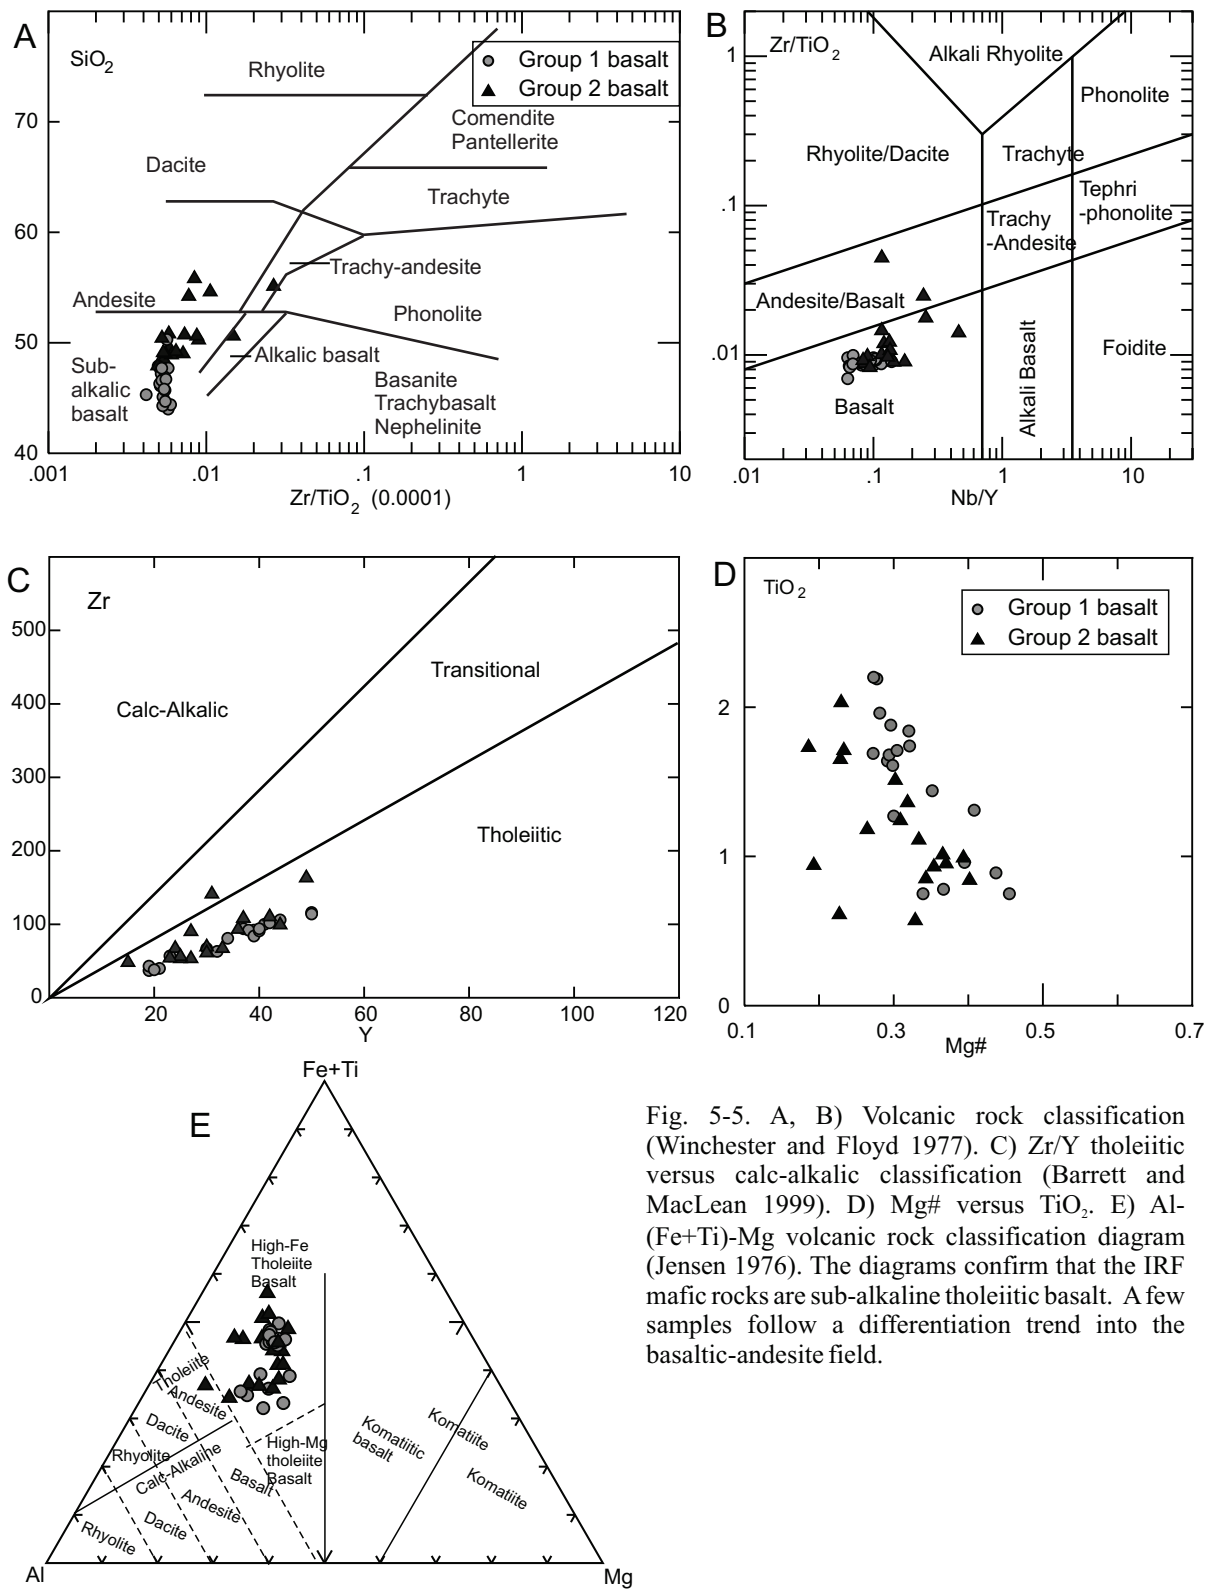 A
SiO2
Group 1 basalt
Group 2 basalt
Rhyolite
Comendite
Pantellerite
Dacite
Trachyte
Trachy-andesite
Andesite
Phonolite
Alkalic basalt
Sub-
alkalic
basalt
Basanite
Trachybasalt
Nephelinite
70
60
50
40
.001
.01
.1
1
10
Zr/TiO2 (0.0001)
B
Zr/TiO2
Alkali Rhyolite
Phonolite
Rhyolite/Dacite
Trachyte
Tephri
-phonolite
Trachy
-Andesite
Andesite/Basalt
Alkali Basalt
Foidite
Basalt
1
.1
.01
.01
.1
1
10
Nb/Y
C
Zr
Transitional
Calc-Alkalic
Tholeiitic
500
400
300
200
100
0
20
40
60
80
100
120
Y
D
TiO2
Group 1 basalt
Group 2 basalt
2
1
0
0.1
0.3
0.5
0.7
Mg#
E
Fe+Ti
High-Fe
Tholeiite
Basalt
Tholeiite
Andesite
Dacite
Rhyolite
Calc-Alkaline
High-Mg
tholeiite
Basalt
Basalt
Andesite
Dacite
Rhyolite
Komatiitic
basalt
Komatiite
Komatiite
Al
Mg
Fig. 5-5. A, B) Volcanic rock classification
(Winchester and Floyd 1977). C) Zr/Y tholeiitic
versus calc-alkalic classification (Barrett and
MacLean 1999). D) Mg# versus TiO2. E) Al-
(Fe+Ti)-Mg volcanic rock classification diagram
(Jensen 1976). The diagrams confirm that the IRF
mafic rocks are sub-alkaline tholeiitic basalt. A few
samples follow a differentiation trend into the
basaltic-andesite field.